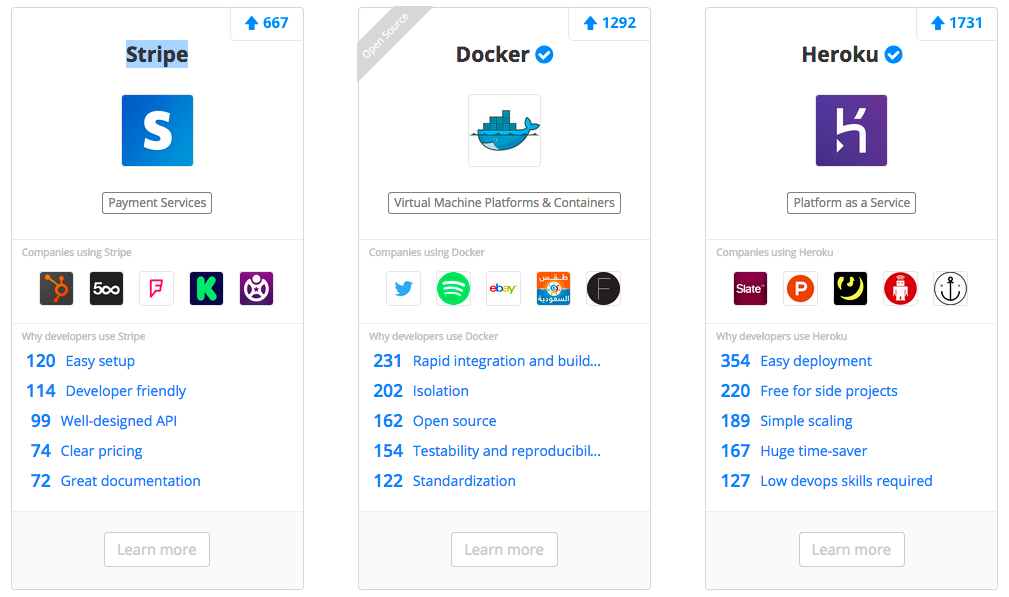 667
Stripe
S
Payment Services
Companies using Stripe
500
Why developers use Stripe
120 Easy setup
114 Developer friendly
99 Well-designed API
74 Clear pricing
72 Great documentation
Learn more
Open Source
1292
Docker
Virtual Machine Platforms & Containers
Companies using Docker
ebay
طقس
السعودية
F
Why developers use Docker
231 Rapid integration and build...
202 Isolation
162 Open source
154 Testability and reproducibil...
122 Standardization
Learn more
1731
Heroku
Platform as a Service
Companies using Heroku
Slate
P
Why developers use Heroku
354 Easy deployment
220 Free for side projects
189 Simple scaling
167 Huge time-saver
127 Low devops skills required
Learn more